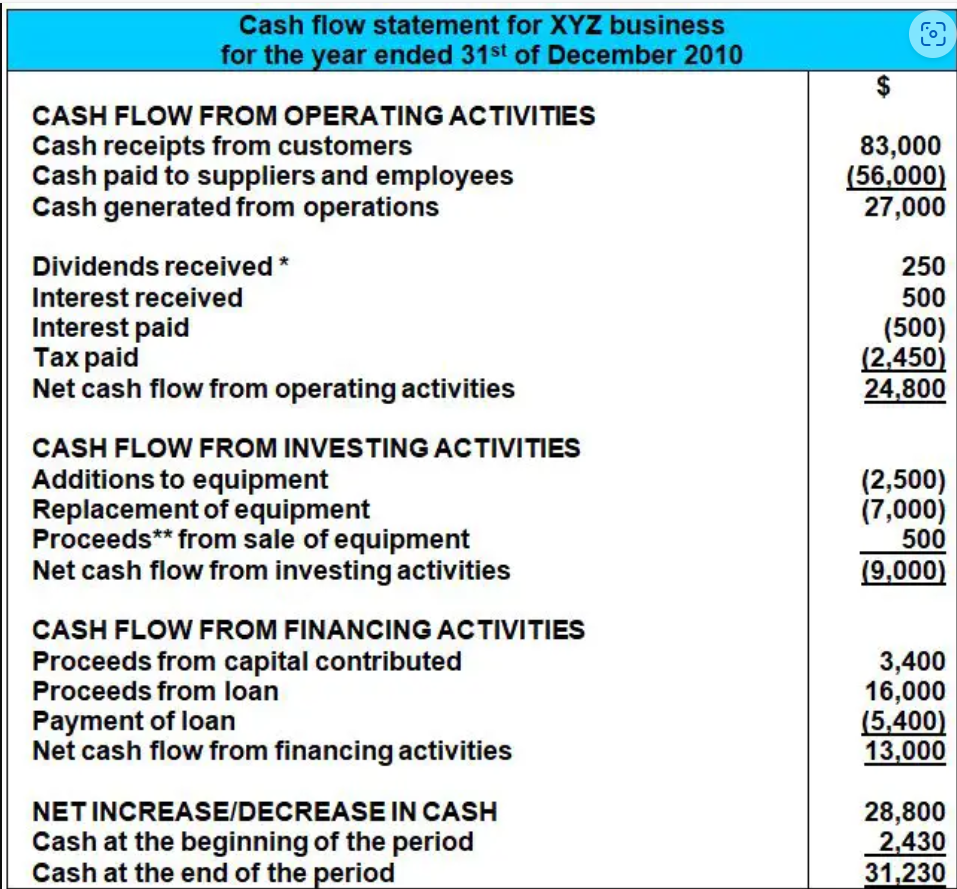 Cash flow statement for XYZ business
for the year ended 31st of December 2010
$
CASH FLOW FROM OPERATING ACTIVITIES
Cash receipts from customers 83,000
Cash paid to suppliers and employees (56,000)
Cash generated from operations 27,000
Dividends received * 250
Interest received 500
Interest paid (500)
Tax paid (2,450)
Net cash flow from operating activities 24,800
CASH FLOW FROM INVESTING ACTIVITIES
Additions to equipment (2,500)
Replacement of equipment (7,000)
Proceeds** from sale of equipment 500
Net cash flow from investing activities (9,000)
CASH FLOW FROM FINANCING ACTIVITIES
Proceeds from capital contributed 3,400
Proceeds from loan 16,000
Payment of loan (5,400)
Net cash flow from financing activities 13,000
NET INCREASE/DECREASE IN CASH 28,800
Cash at the beginning of the period 2,430
Cash at the end of the period 31,230